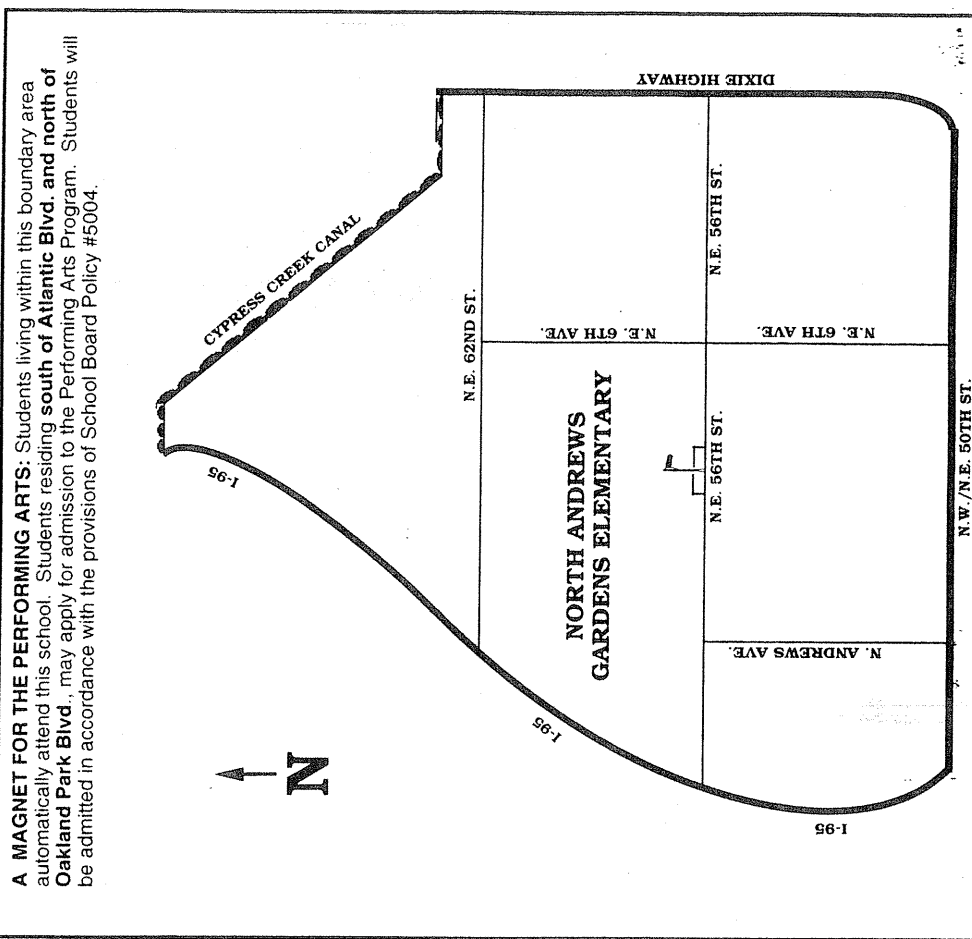 A MAGNET FOR THE PERFORMING ARTS: Students living within this boundary area
automatically attend this school. Students residing south of Atlantic Blvd. and north of
Oakland Park Blvd., may apply for admission to the Performing Arts Program. Students will
be admitted in accordance with the provisions of School Board Policy #5004.
CYPRESS CREEK CANAL
DIXIE HIGHWAY
I-95
N.E. 62ND ST.
N
I-95
NORTH ANDREWS
GARDENS ELEMENTARY
N.E. 6TH AVE.
N.E. 56TH ST.
N.E. 56TH ST.
N. ANDREWS AVE.
N.E. 6TH AVE.
I-95
N.W./N.E. 50TH ST.